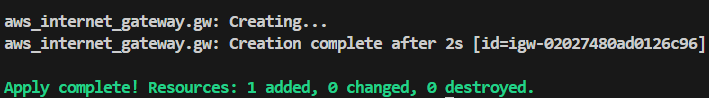 aws_internet_gateway.gw: Creating...
aws_internet_gateway.gw: Creation complete after 2s [id=igw-02027480ad0126c96]
Apply complete! Resources: 1 added, 0 changed, 0 destroyed.